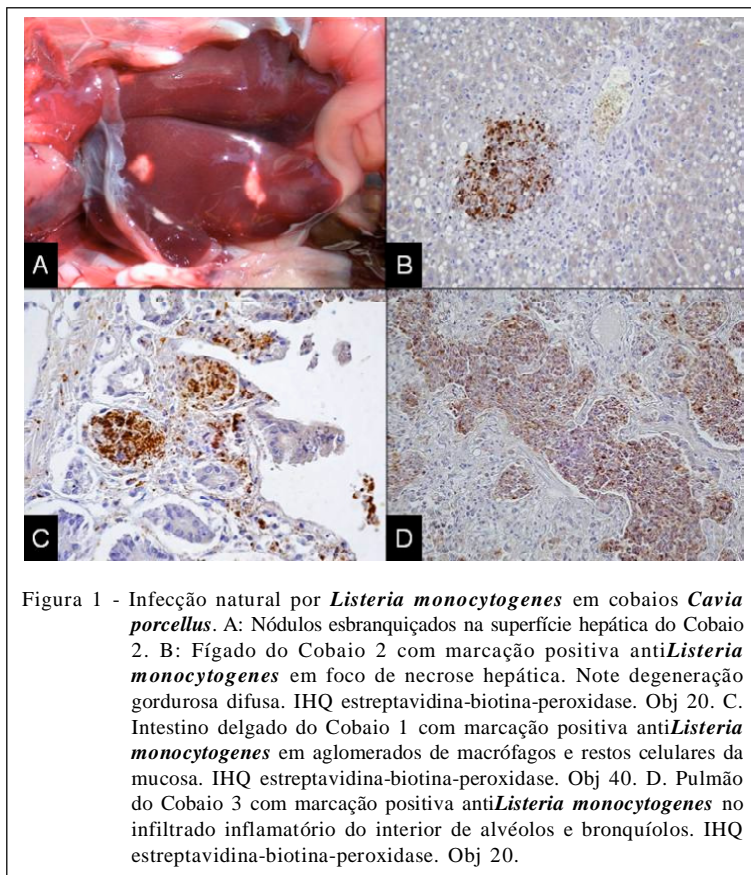 A
B
C
D
Figura 1 - Infecção natural por Listeria monocytogenes em cobaios Cavia
porcellus. A: Nódulos esbranquiçados na superfície hepática do Cobaio
2. B: Fígado do Cobaio 2 com marcação positiva antiListeria
monocytogenes em foco de necrose hepática. Note degeneração
gordurosa difusa. IHQ estreptavidina-biotina-peroxidase. Obj 20. C.
Intestino delgado do Cobaio 1 com marcação positiva antiListeria
monocytogenes em aglomerados de macrófagos e restos celulares da
mucosa. IHQ estreptavidina-biotina-peroxidase. Obj 40. D. Pulmão
do Cobaio 3 com marcação positiva antiListeria monocytogenes no
infiltrado inflamatório do interior de alvéolos e bronquíolos. IHQ
estreptavidina-biotina-peroxidase. Obj 20.